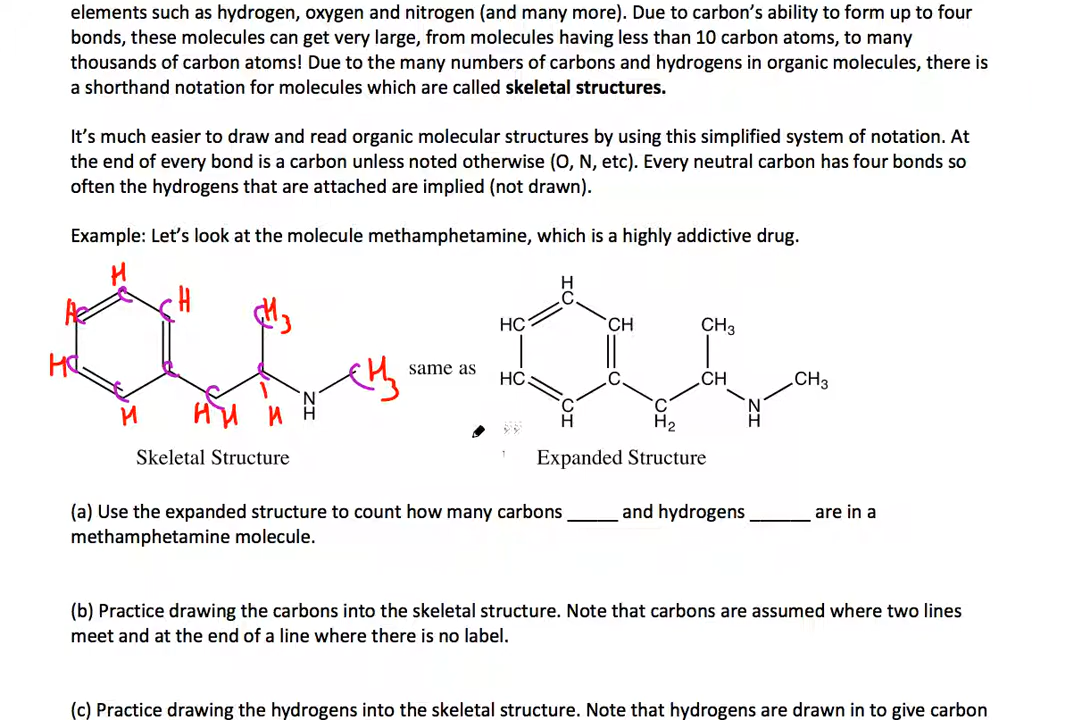 elements such as hydrogen, oxygen and nitrogen (and many more). Due to carbon's ability to form up to four
bonds, these molecules can get very large, from molecules having less than 10 carbon atoms, to many
thousands of carbon atoms! Due to the many numbers of carbons and hydrogens in organic molecules, there is
a shorthand notation for molecules which are called skeletal structures.
It's much easier to draw and read organic molecular structures by using this simplified system of notation. At
the end of every bond is a carbon unless noted otherwise (O, N, etc). Every neutral carbon has four bonds so
often the hydrogens that are attached are implied (not drawn).
Example: Let's look at the molecule methamphetamine, which is a highly addictive drug.
H
C
H C
C H
C H3
H C
C
C
C
C
C H3
H
H H
H
N
H
same as
H
C
HC
CH
CH3
HC
C
CH
CH3
C
H
C
H2
N
H
Skeletal Structure
Expanded Structure
(a) Use the expanded structure to count how many carbons _____ and hydrogens ______ are in a
methamphetamine molecule.
(b) Practice drawing the carbons into the skeletal structure. Note that carbons are assumed where two lines
meet and at the end of a line where there is no label.
(c) Practice drawing the hydrogens into the skeletal structure. Note that hydrogens are drawn in to give carbon